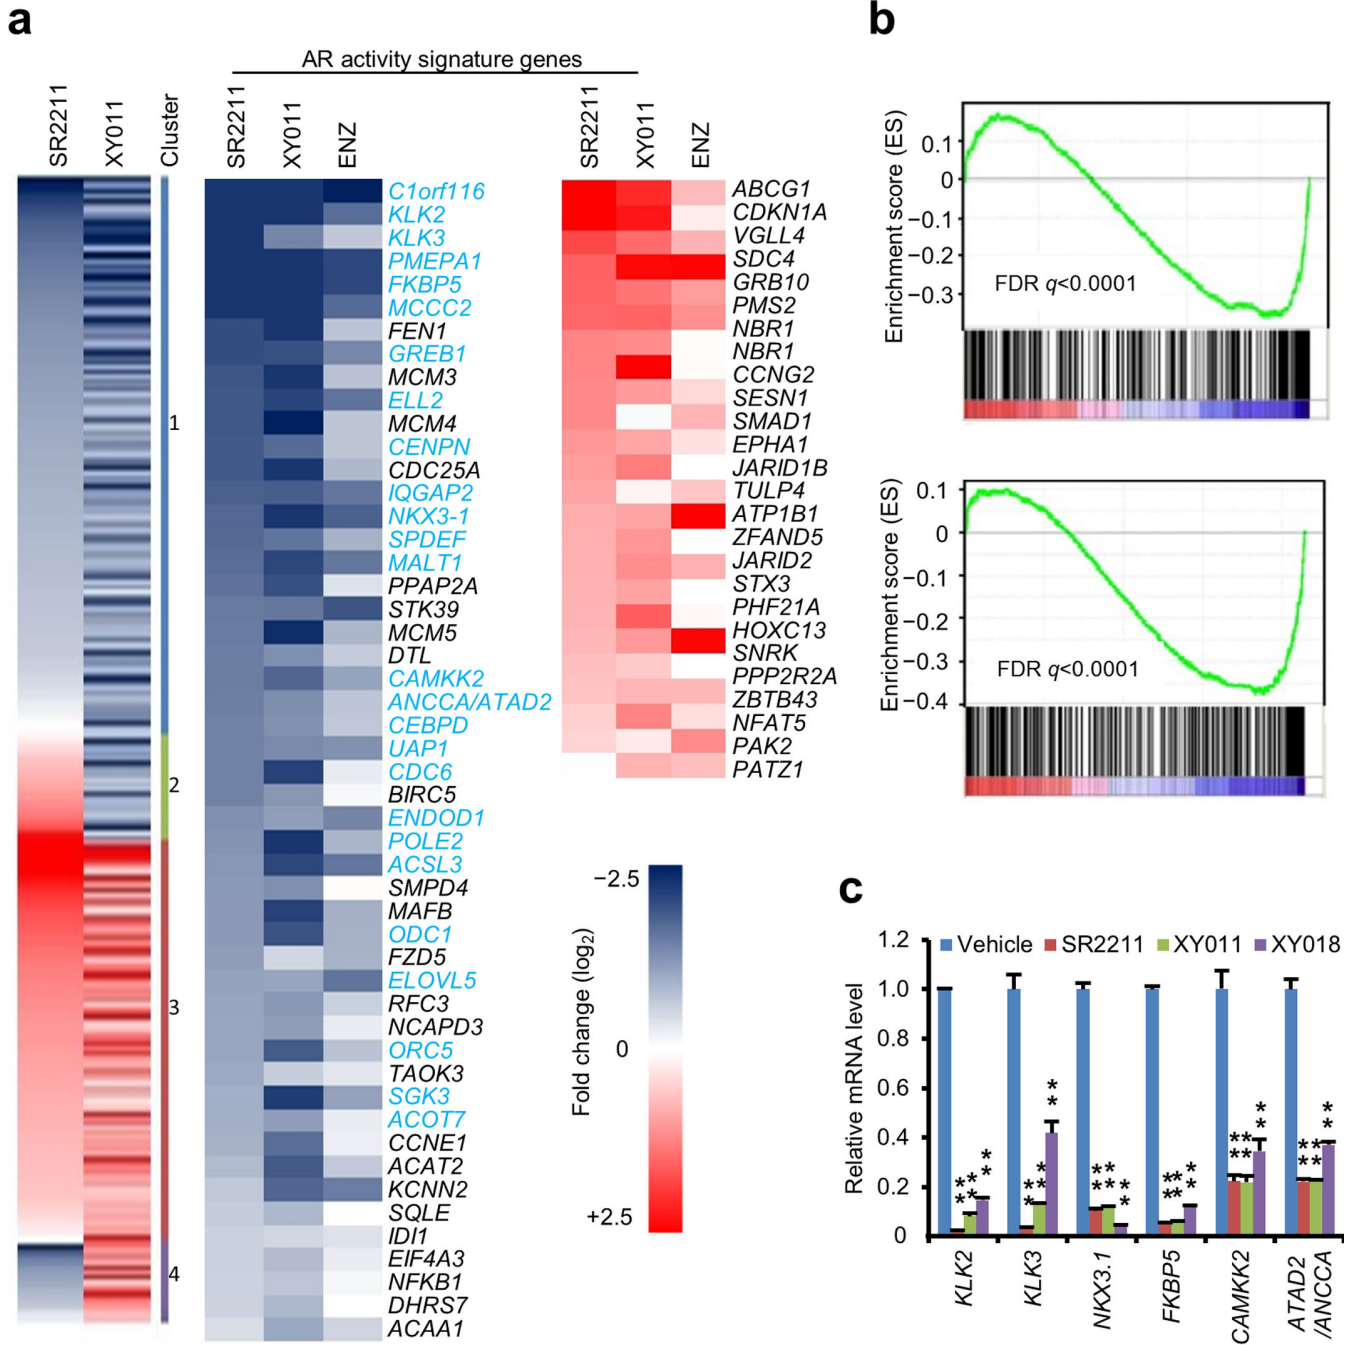 a
AR activity signature genes
SR2211
XY011
Cluster
1
2
3
4
SR2211
XY011
ENZ
C1orf116
KLK2
KLK3
PMEPA1
FKBP5
MCCC2
FEN1
GREB1
MCM3
ELL2
MCM4
CENPN
CDC25A
IQGAP2
NKX3-1
SPDEF
MALT1
PPAP2A
STK39
MCM5
DTL
CAMKK2
ANCCA/ATAD2
CEBPD
UAP1
CDC6
BIRC5
ENDOD1
POLE2
ACSL3
SMPD4
MAFB
ODC1
FZD5
ELOVL5
RFC3
NCAPD3
ORC5
TAOK3
SGK3
ACOT7
CCNE1
ACAT2
KCNN2
SQLE
IDI1
EIF4A3
NFKB1
DHRS7
ACAA1
SR2211
XY011
ENZ
ABCG1
CDKN1A
VGLL4
SDC4
GRB10
PMS2
NBR1
NBR1
CCNG2
SESN1
SMAD1
EPHA1
JARID1B
TULP4
ATP1B1
ZFAND5
JARID2
STX3
PHF21A
HOXC13
SNRK
PPP2R2A
ZBTB43
NFAT5
PAK2
PATZ1
Fold change (log2)
−2.5
0
+2.5
b
Enrichment score (ES)
0.1
0
−0.1
−0.2
−0.3
FDR q<0.0001
Enrichment score (ES)
0.1
0
−0.1
−0.2
−0.3
−0.4
FDR q<0.0001
c
Vehicle SR2211 XY011 XY018
Relative mRNA level
1.2
1.0
0.8
0.6
0.4
0.2
0
** ** **
** ** **
** ** **
** ** **
** ** **
** ** **
KLK2
KLK3
NKX3.1
FKBP5
CAMKK2
ATAD2
/ANCCA